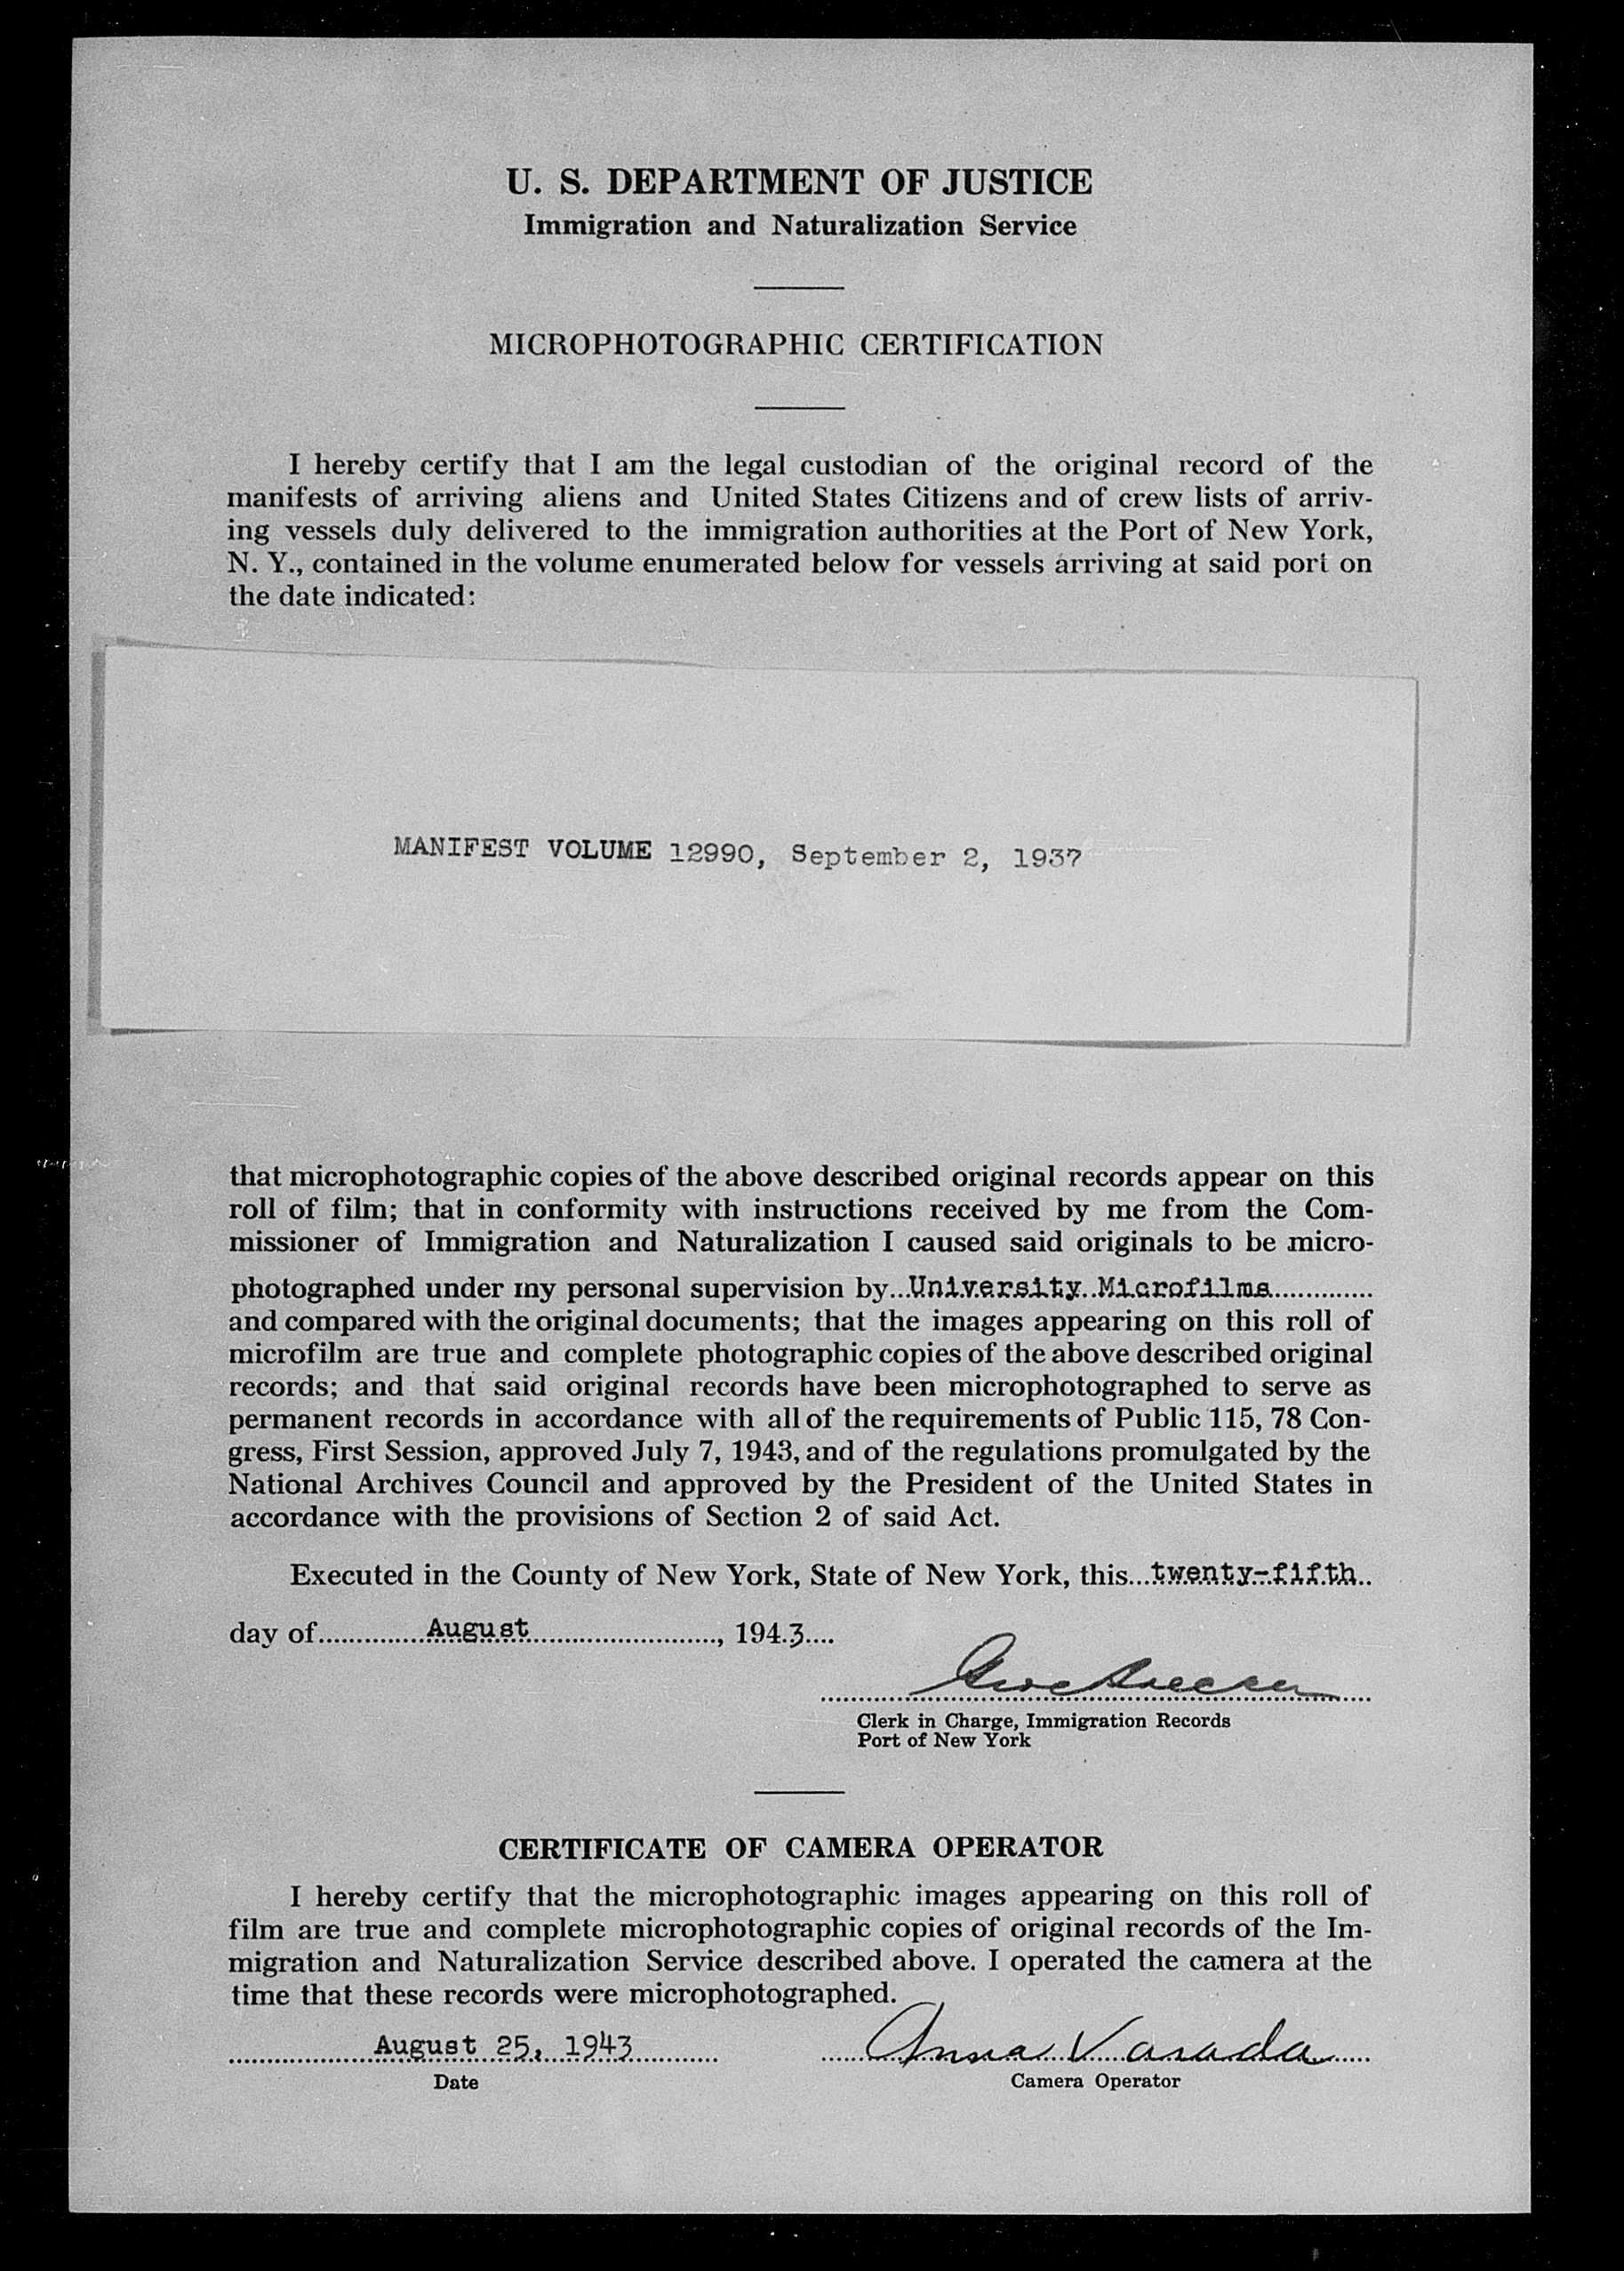 U. S. DEPARTMENT OF JUSTICE
Immigration and Naturalization Service
MICROPHOTOGRAPHIC CERTIFICATION
I hereby certify that I am the legal custodian of the original record of the
manifests of arriving aliens and United States Citizens and of crew lists of arriv-
ing vessels duly delivered to the immigration authorities at the Port of New York,
N. Y., contained in the volume enumerated below for vessels arriving at said port on
the date indicated:
MANIFEST VOLUME 12990, September 2, 1937
that microphotographic copies of the above described original records appear on this
roll of film; that in conformity with instructions received by me from the Com-
missioner of Immigration and Naturalization I caused said originals to be micro-
photographed under my personal supervision by...University Microfilms.............
and compared with the original documents; that the images appearing on this roll of
microfilm are true and complete photographic copies of the above described original
records; and that said original records have been microphotographed to serve as
permanent records in accordance with all of the requirements of Public 115, 78 Con-
gress, First Session, approved July 7, 1943, and of the regulations promulgated by the
National Archives Council and approved by the President of the United States in
accordance with the provisions of Section 2 of said Act.
Executed in the County of New York, State of New York, this...twenty-fifth..
day of..............August........................, 194.3....
Clerk in Charge, Immigration Records
Port of New York
CERTIFICATE OF CAMERA OPERATOR
I hereby certify that the microphotographic images appearing on this roll of
film are true and complete microphotographic copies of original records of the Im-
migration and Naturalization Service described above. I operated the camera at the
time that these records were microphotographed.
August 25, 1943 Anna Varada
Date Camera Operator